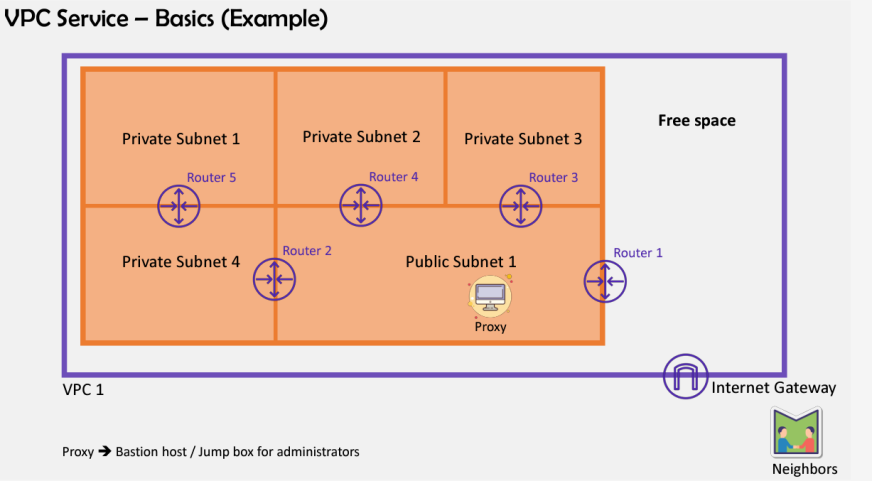 VPC Service – Basics (Example)
Free space
Private Subnet 1
Private Subnet 2
Private Subnet 3
Router 5
Router 4
Router 3
Router 2
Router 1
Private Subnet 4
Public Subnet 1
Proxy
VPC 1
Internet Gateway
Proxy ➔ Bastion host / Jump box for administrators
Neighbors